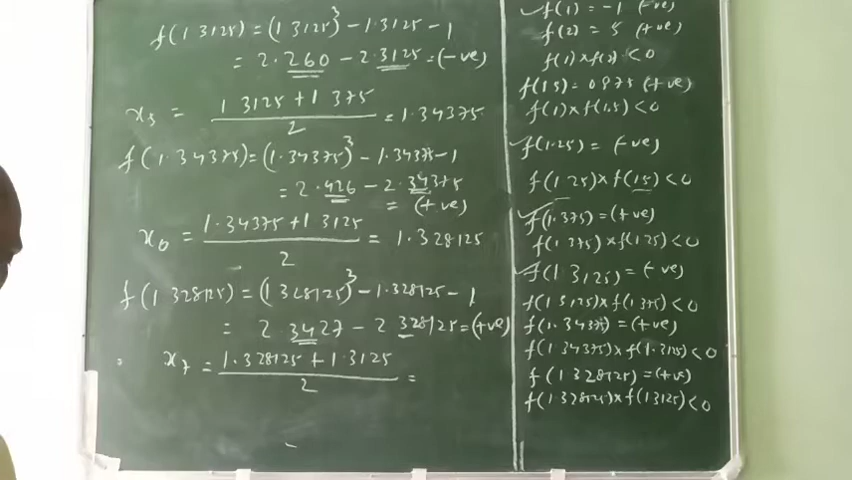 f(1.3125) = (1.3125)³ - 1.3125 - 1
= 2.260 - 2.3125 = (-ve)
x₅ = (1.3125 + 1.375)/2 = 1.34375
f(1.34375) = (1.34375)³ - 1.34375 - 1
= 2.426 - 2.34375
= (+ve)
x₆ = (1.34375 + 1.3125)/2 = 1.328125
f(1.328125) = (1.328125)³ - 1.328125 - 1
= 2.3427 - 2.328125 = (+ve)
x₇ = (1.328125 + 1.3125)/2 =
f(1) = -1 (-ve)
f(2) = 5 (+ve)
f(1) x f(2) < 0
f(1.5) = 0.875 (+ve)
f(1) x f(1.5) < 0
f(1.25) = (-ve)
f(1.25) x f(1.5) < 0
f(1.375) = (+ve)
f(1.375) x f(1.25) < 0
f(1.3125) = (-ve)
f(1.3125) x f(1.375) < 0
f(1.34375) = (+ve)
f(1.34375) x f(1.3125) < 0
f(1.328125) = (+ve)
f(1.328125) x f(1.3125) < 0